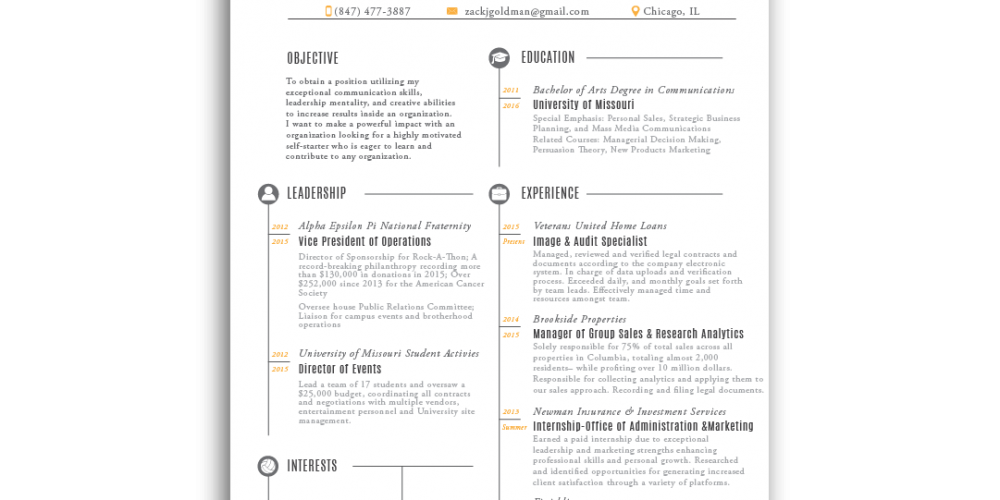 (847) 477-3887 zackjgoldman@gmail.com Chicago, IL
OBJECTIVE
To obtain a position utilizing my
exceptional communication skills,
leadership mentality, and creative abilities
to increase results inside an organization.
I want to make a powerful impact with an
organization looking for a highly motivated
self-starter who is eager to learn and
contribute to any organization.
EDUCATION
2011
2016
Bachelor of Arts Degree in Communications
University of Missouri
Special Emphasis: Personal Sales, Strategic Business
Planning, and Mass Media Communications
Related Courses: Managerial Decision Making,
Persuasion Theory, New Products Marketing
LEADERSHIP
2012
2015
Alpha Epsilon Pi National Fraternity
Vice President of Operations
Director of Sponsorship for Rock-A-Thon; A
record-breaking philanthropy recording more
than $130,000 in donations in 2015; Over
$252,000 since 2013 for the American Cancer
Society
Oversee house Public Relations Committee;
Liaison for campus events and brotherhood
operations
2012
2015
University of Missouri Student Activies
Director of Events
Lead a team of 17 students and oversaw a
$25,000 budget, coordinating all contracts
and negotiations with multiple vendors,
entertainment personnel and University site
management.
INTERESTS
EXPERIENCE
2015
Present
Veterans United Home Loans
Image & Audit Specialist
Managed, reviewed and verified legal contracts and
documents according to the company electronic
system. In charge of data uploads and verification
process. Exceeded daily, and monthly goals set forth
by team leads. Effectively managed time and
resources amongst team.
2014
2015
Brookside Properties
Manager of Group Sales & Research Analytics
Solely responsible for 75% of total sales across all
properties in Columbia, totaling almost 2,000
residents– while profiting over 10 million dollars.
Responsible for collecting analytics and applying them to
our sales approach. Recording and filing legal documents.
2013
Summer
Newman Insurance & Investment Services
Internship-Office of Administration &Marketing
Earned a paid internship due to exceptional
leadership and marketing strengths enhancing
professional skills and personal growth. Researched
and identified opportunities for generating increased
client satisfaction through a variety of platforms.